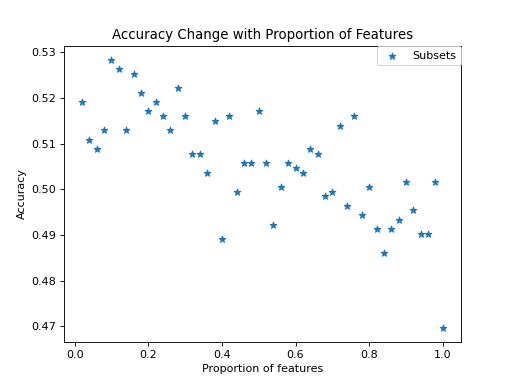 Accuracy Change with Proportion of Features
Subsets
0.53
0.52
0.51
0.50
0.49
0.48
0.47
Accuracy
0.0 0.2 0.4 0.6 0.8 1.0
Proportion of features